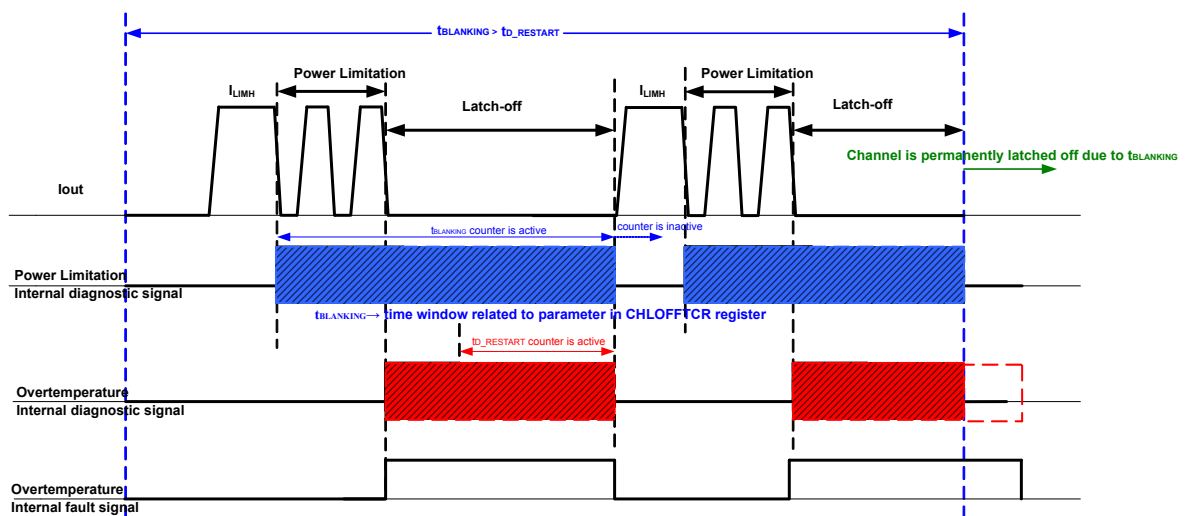 tBLANKING > tD_RESTART
Power Limitation
Power Limitation
ILIMH
ILIMH
Latch-off
Latch-off
Channel is permanently latched off due to tBLANKING
Iout
tBLANKING counter is active
counter is inactive
Power Limitation
Internal diagnostic signal
tBLANKING→ time window related to parameter in CHLOFFTCR register
tD_RESTART counter is active
Overtemperature
Internal diagnostic signal
Overtemperature
Internal fault signal